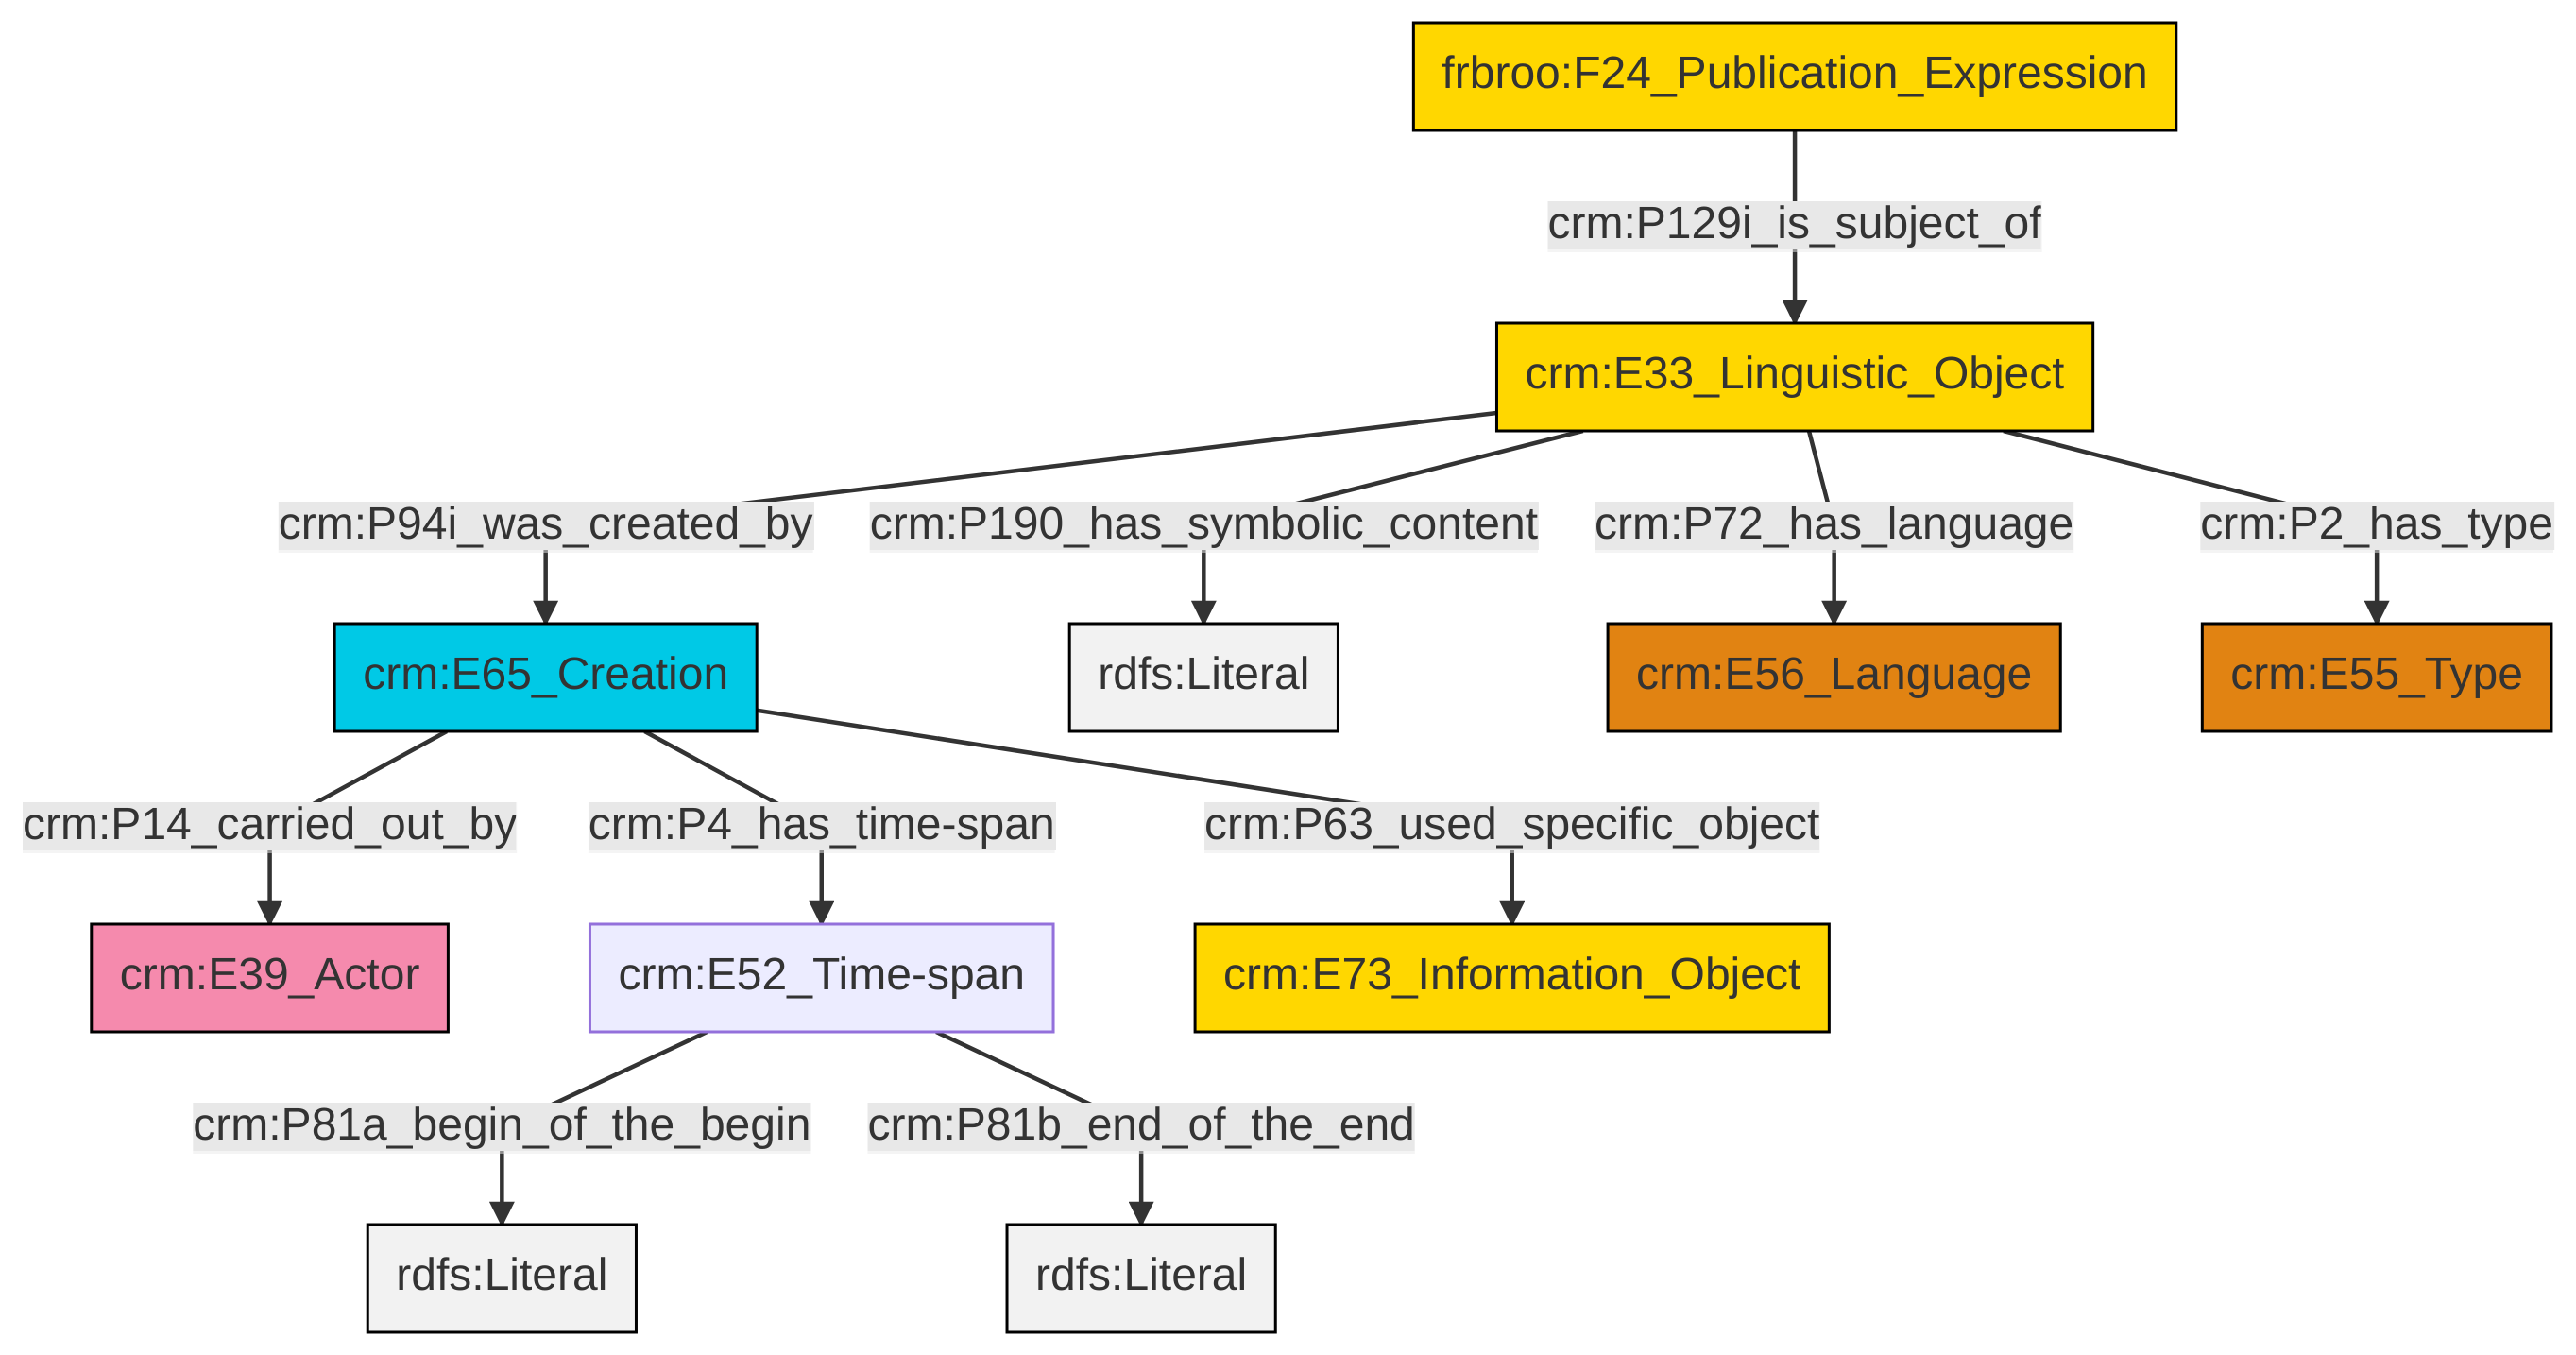 frbroo:F24_Publication_Expression
crm:P129i_is_subject_of
crm:E33_Linguistic_Object
crm:P94i_was_created_by
crm:P190_has_symbolic_content
crm:P72_has_language
crm:P2_has_type
crm:E65_Creation
rdfs:Literal
crm:E56_Language
crm:E55_Type
crm:P14_carried_out_by
crm:P4_has_time-span
crm:P63_used_specific_object
crm:E39_Actor
crm:E52_Time-span
crm:E73_Information_Object
crm:P81a_begin_of_the_begin
crm:P81b_end_of_the_end
rdfs:Literal
rdfs:Literal